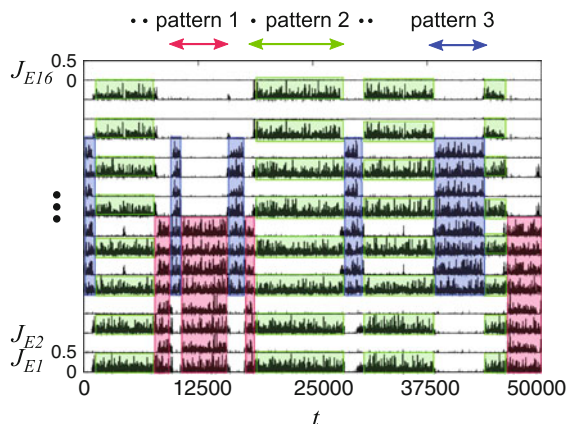 •• pattern 1 • pattern 2 •• pattern 3
J_E16 0.5
0
•••
J_E2
J_E1 0.5
0
0 12500 25000 37500 50000
t